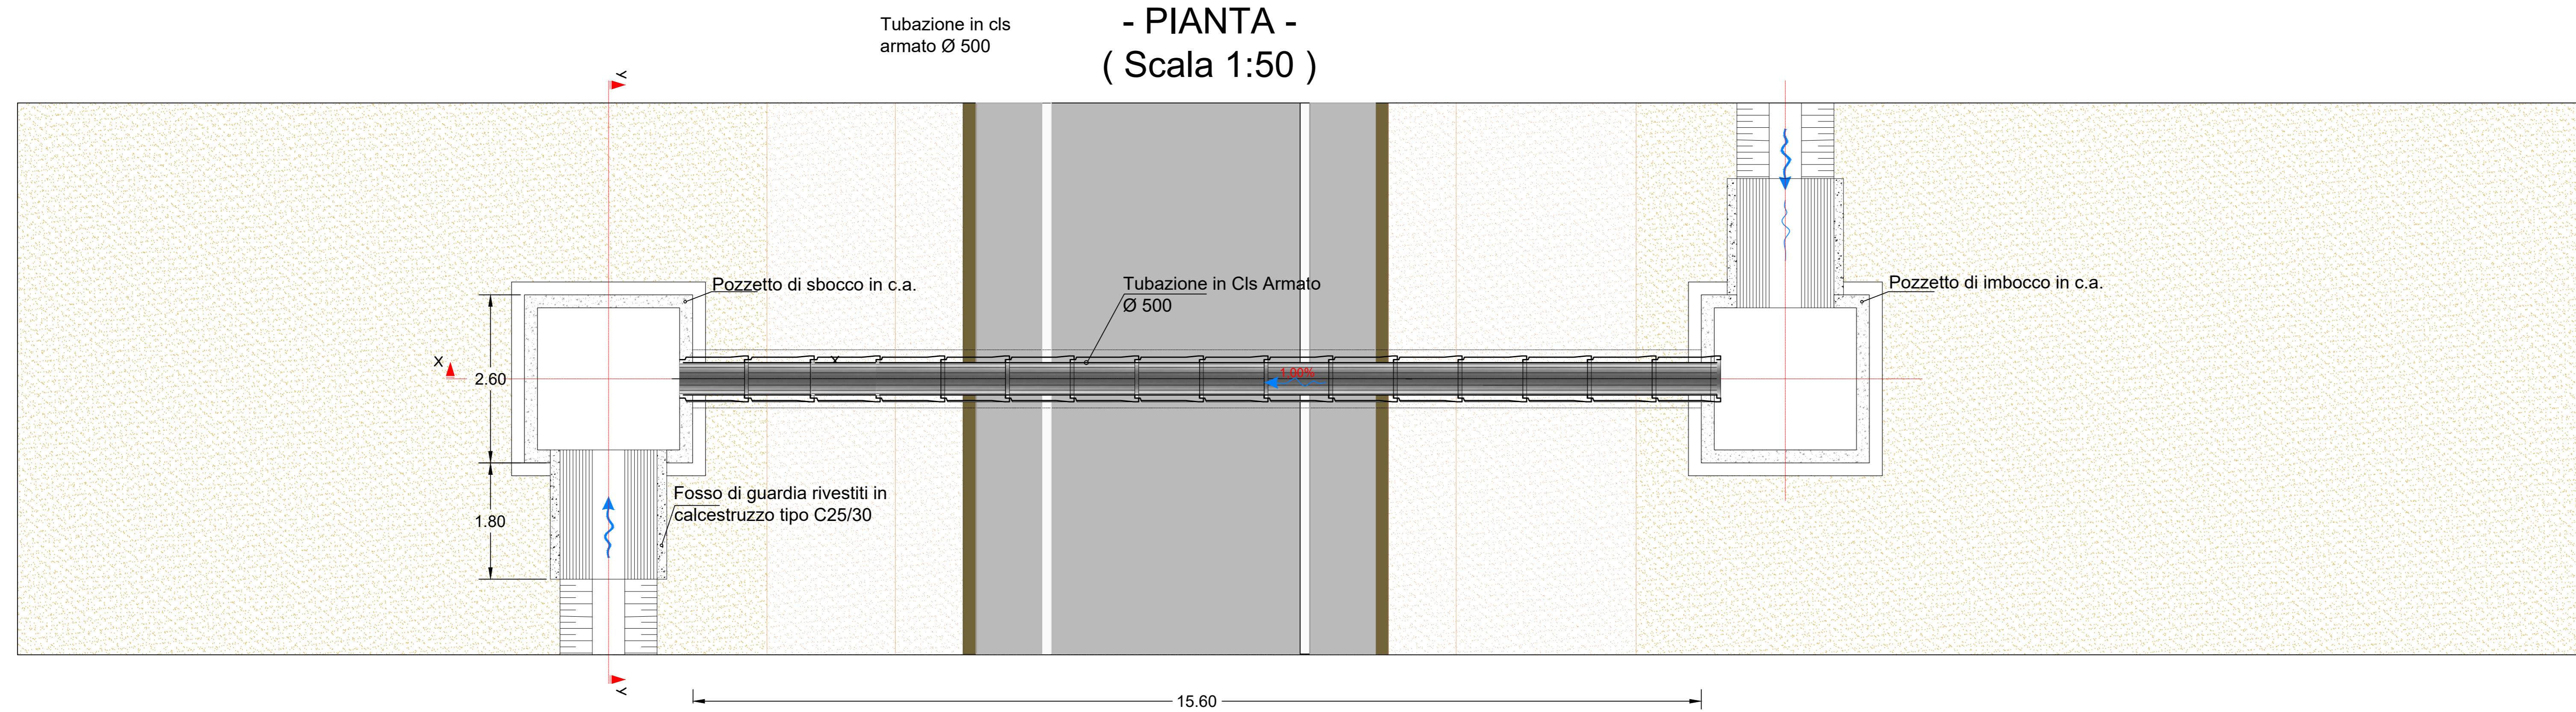 Tubazione in cls
armato Ø 500
- PIANTA -
( Scala 1:50 )
Y
Pozzetto di sbocco in c.a.
Tubazione in Cls Armato
Ø 500
Pozzetto di imbocco in c.a.
X
X
1.00%
2.60
Fosso di guardia rivestiti in
calcestruzzo tipo C25/30
1.80
Y
15.60